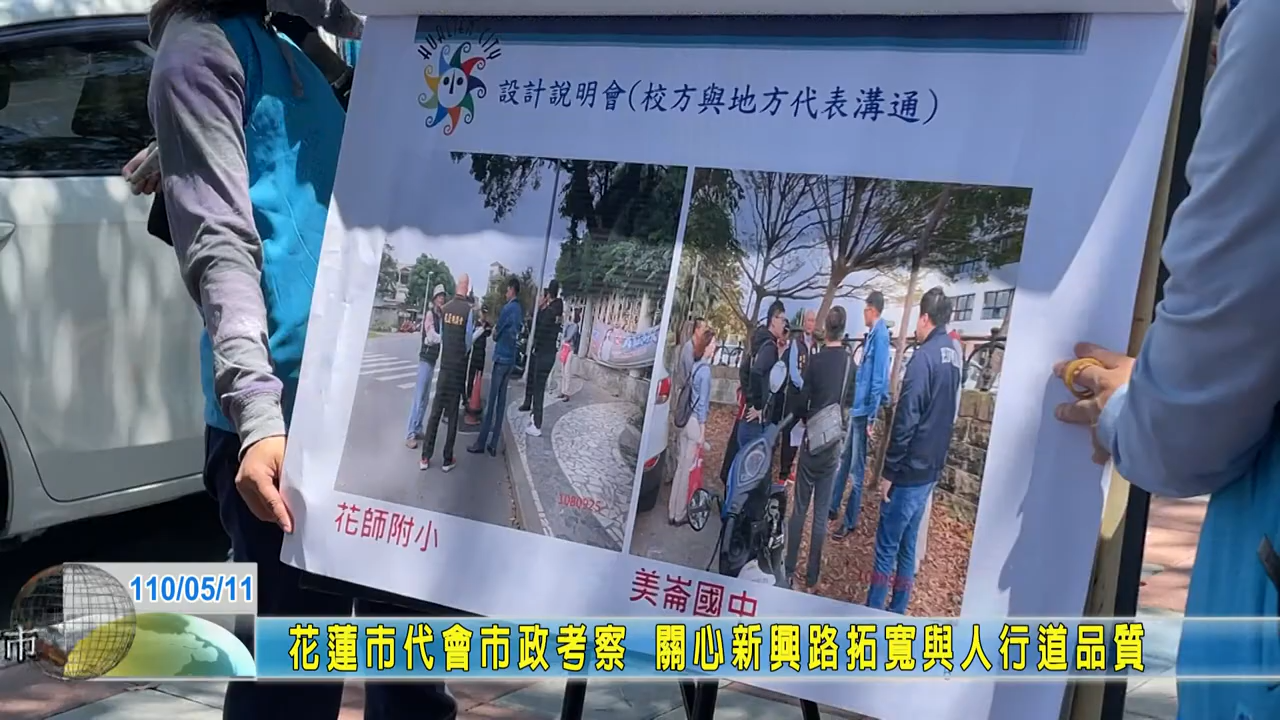 HUALIEN CITY
設計說明會(校方與地方代表溝通)
1080925
花師附小
美崙國中
110/05/11
市
花蓮市代會市政考察 關心新興路拓寬與人行道品質